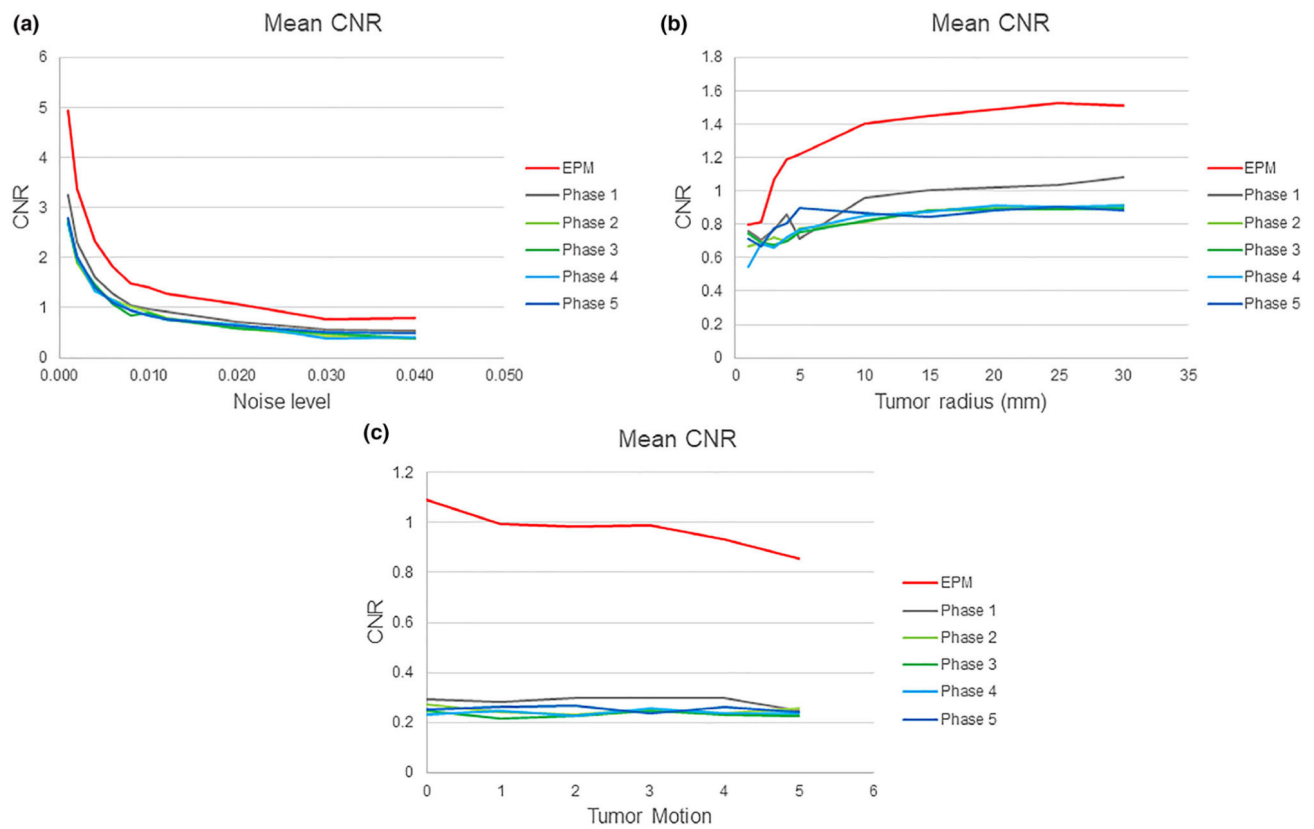 (a)
Mean CNR
6
5
4
3
2
1
0
CNR
0.000
0.010
0.020
0.030
0.040
0.050
Noise level
EPM
Phase 1
Phase 2
Phase 3
Phase 4
Phase 5
(b)
Mean CNR
1.8
1.6
1.4
1.2
1
0.8
0.6
0.4
0.2
0
CNR
0
5
10
15
20
25
30
35
Tumor radius (mm)
EPM
Phase 1
Phase 2
Phase 3
Phase 4
Phase 5
(c)
Mean CNR
1.2
1
0.8
0.6
0.4
0.2
0
CNR
0
1
2
3
4
5
6
Tumor Motion
EPM
Phase 1
Phase 2
Phase 3
Phase 4
Phase 5